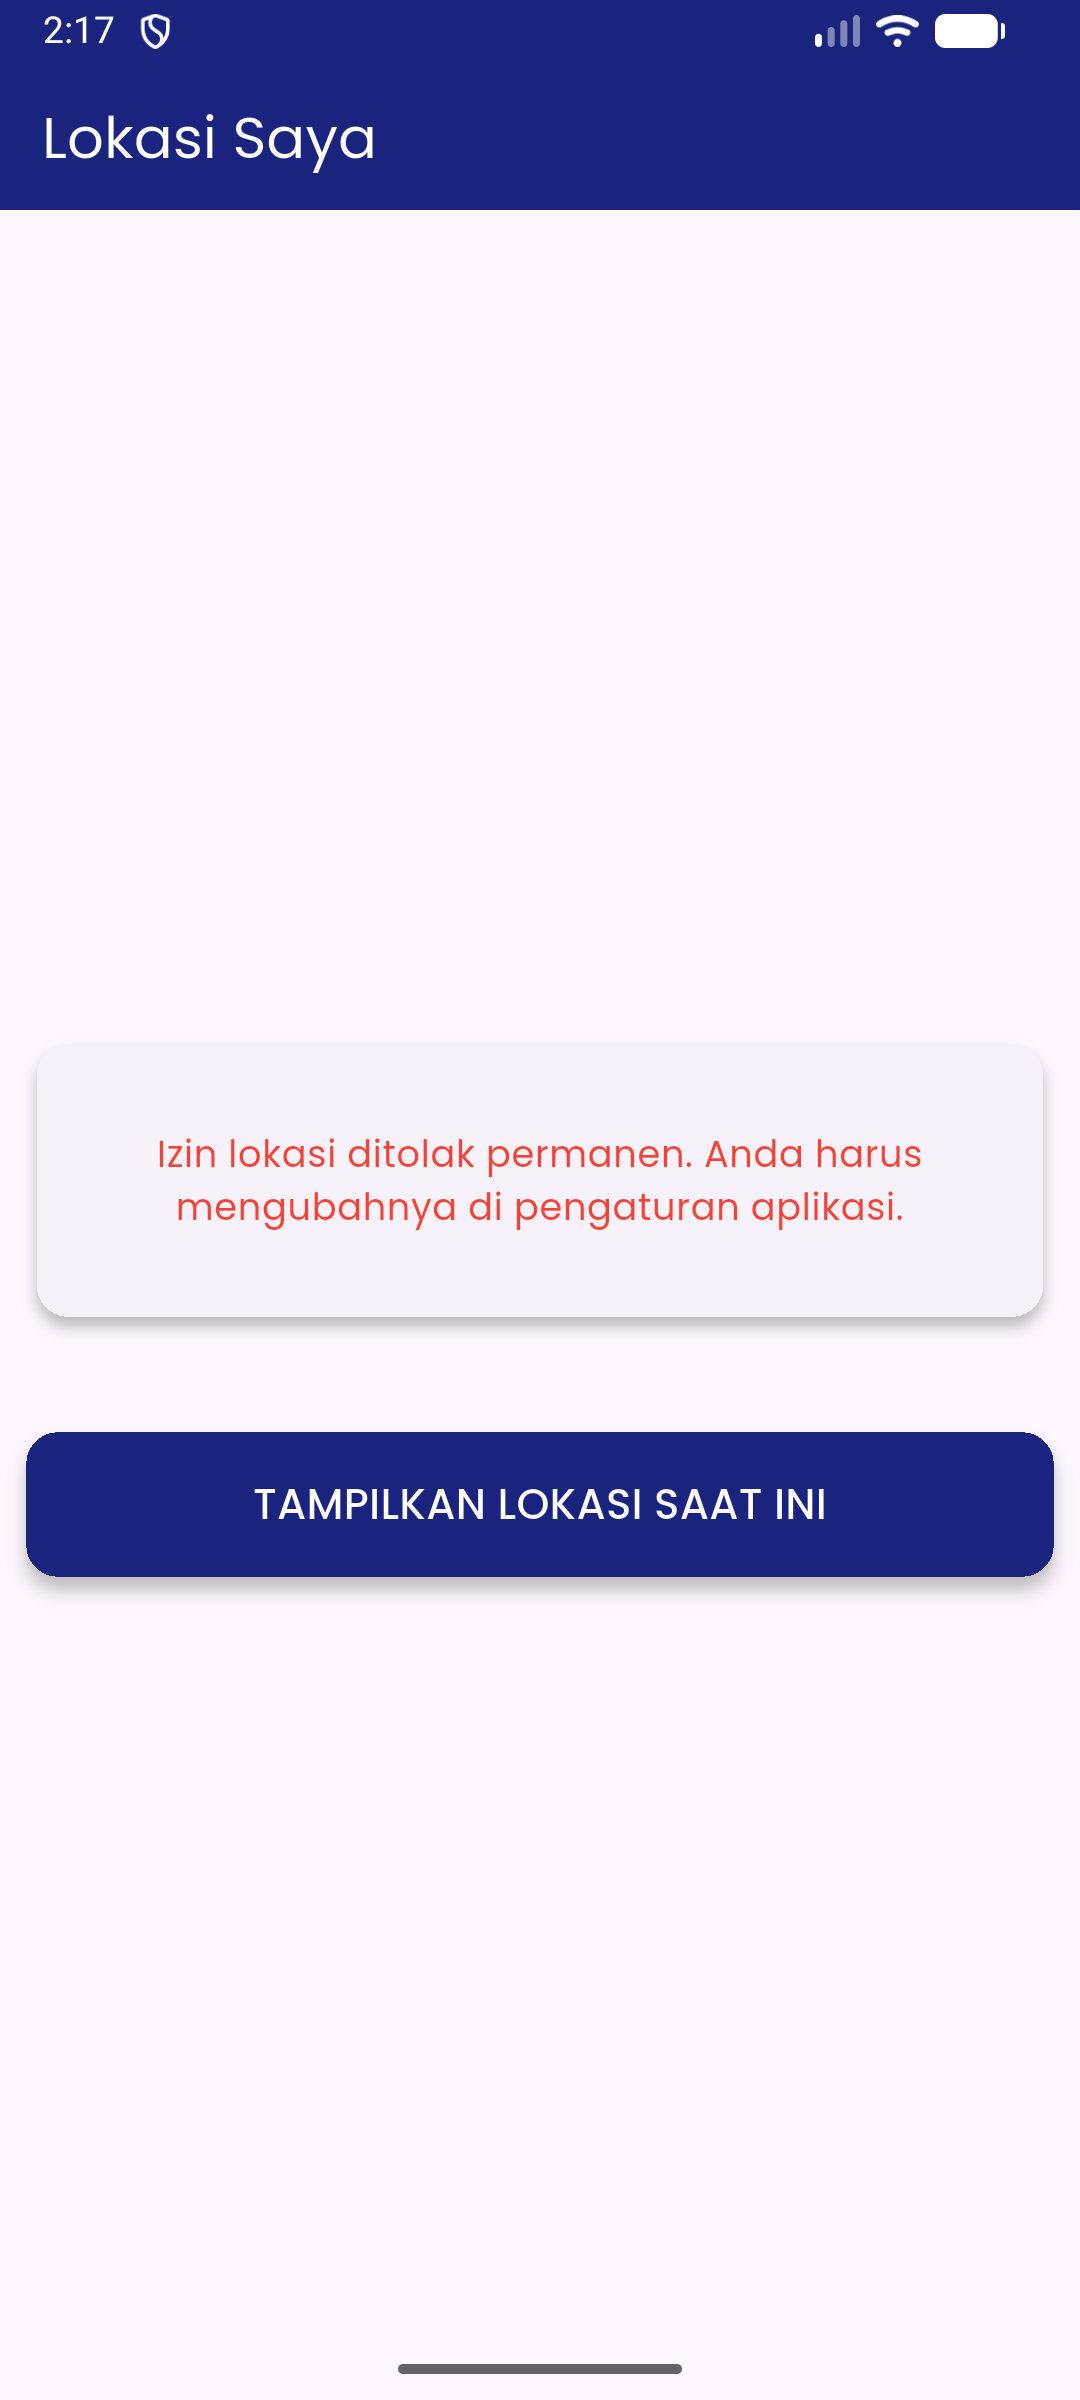 2:17
Lokasi Saya
Izin lokasi ditolak permanen. Anda harus
mengubahnya di pengaturan aplikasi.
TAMPILKAN LOKASI SAAT INI